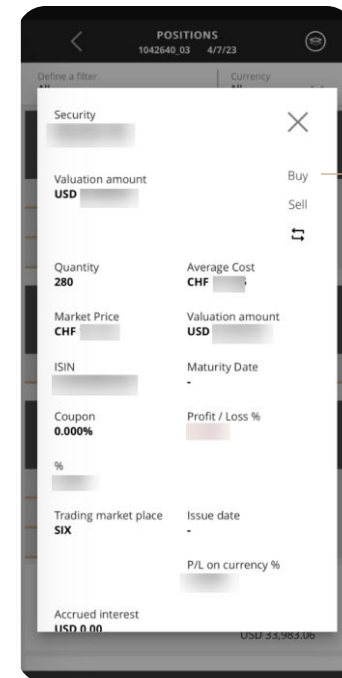 POSITIONS
1042640_03 4/7/23
Define a filter
Currency
Security
Valuation amount
USD
Buy
Sell
Quantity
280
Average Cost
CHF
Market Price
CHF
Valuation amount
USD
ISIN
Maturity Date
-
Coupon
0.000%
Profit / Loss %
%
Trading market place
SIX
Issue date
-
P/L on currency %
Accrued interest
USD 0.00
USD 33,983.06